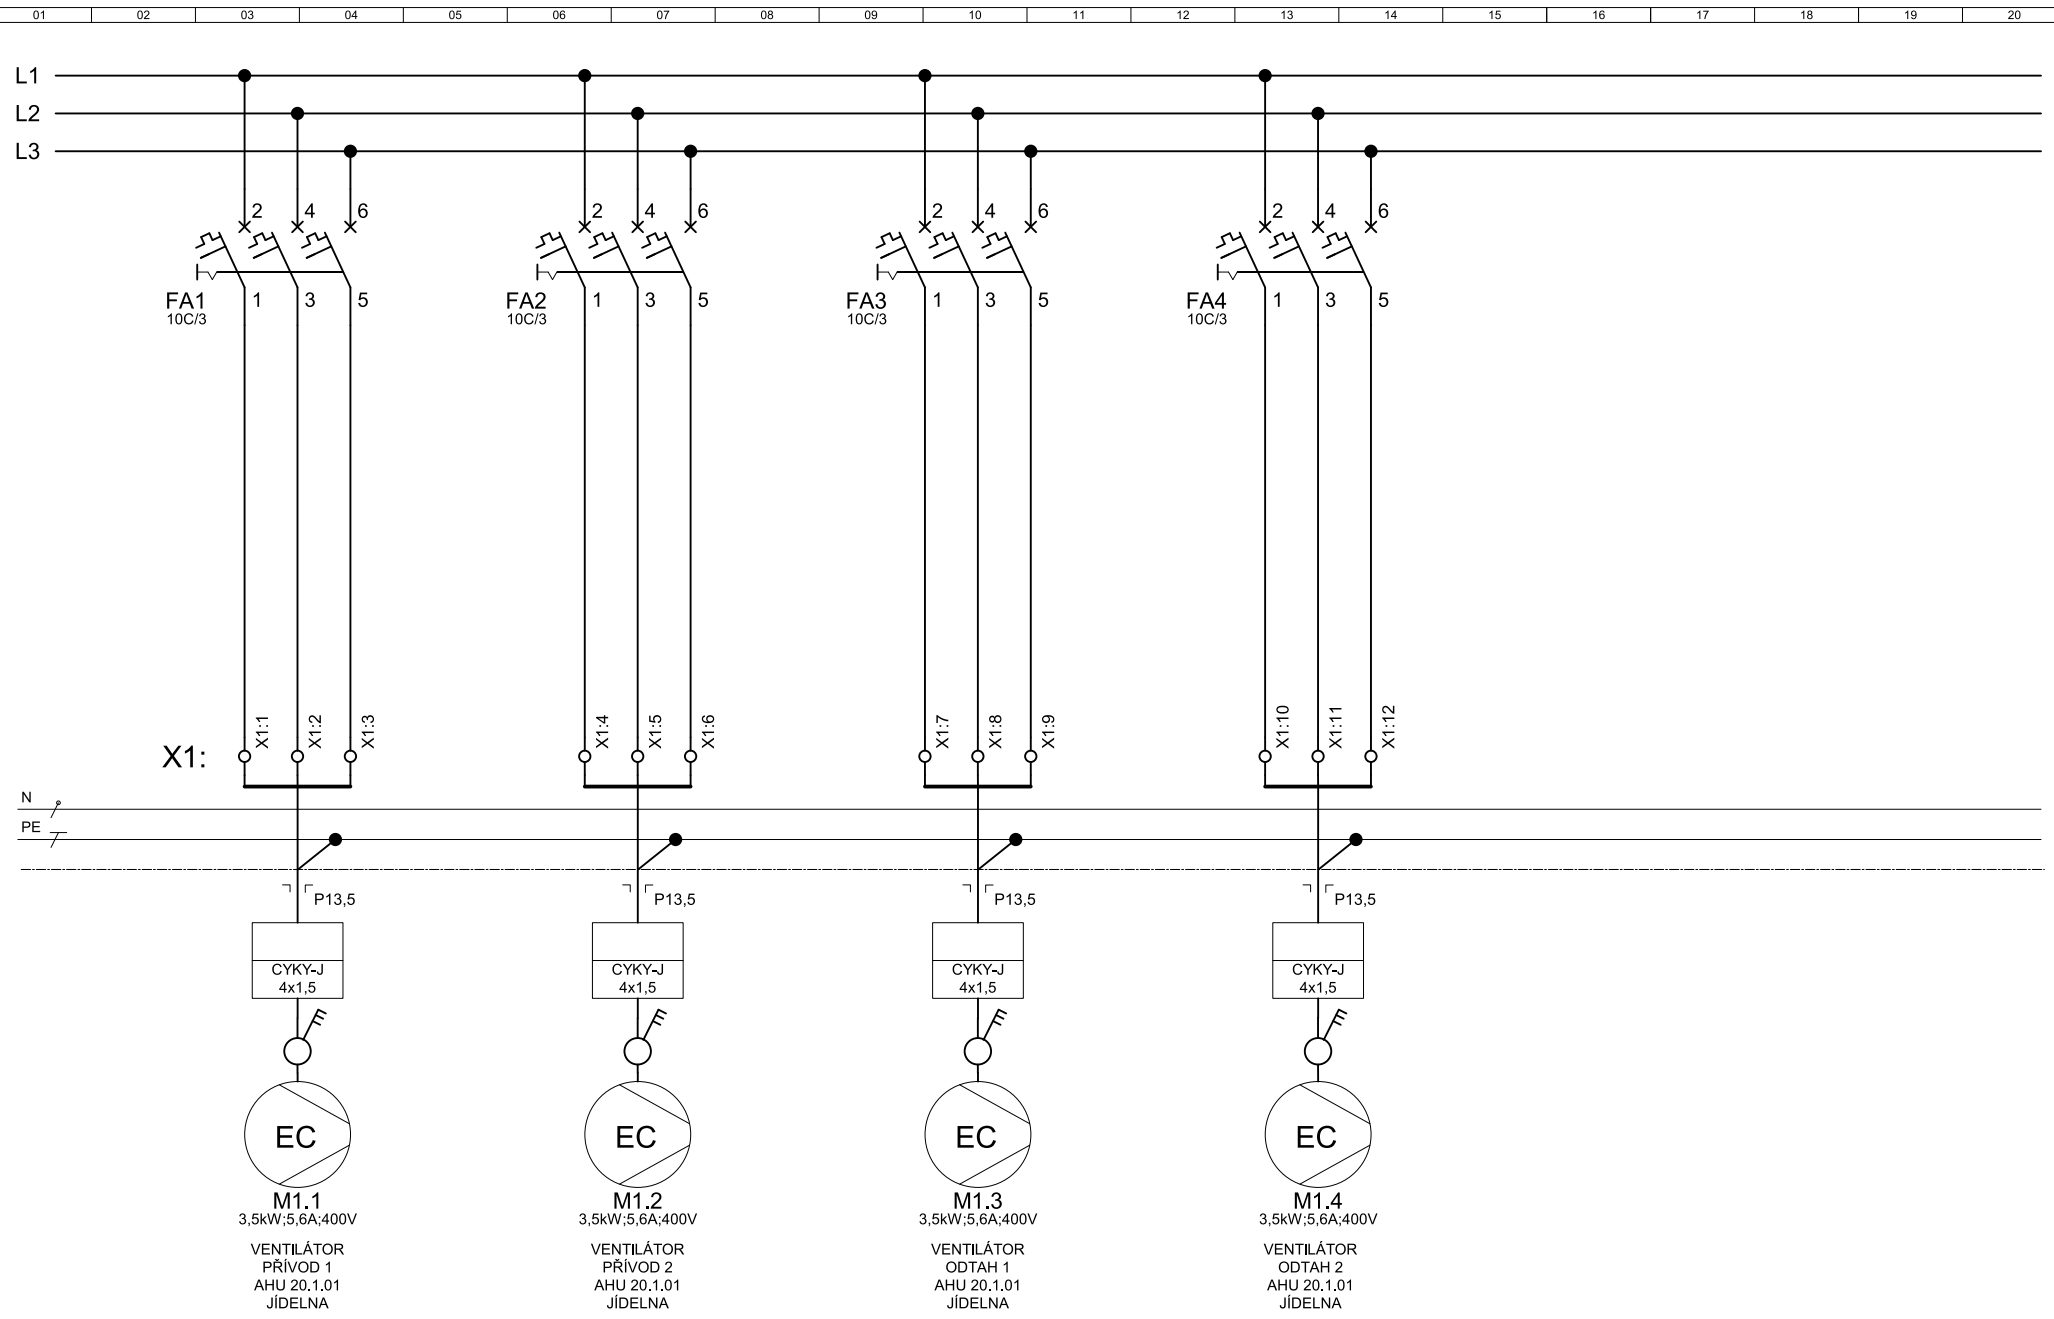 01 02 03 04 05 06 07 08 09 10 11 12 13 14 15 16 17 18 19 20
L1
L2
L3
2 4 6 2 4 6 2 4 6 2 4 6
FA1 1 3 5 FA2 1 3 5 FA3 1 3 5 FA4 1 3 5
10C/3 10C/3 10C/3 10C/3
X1: X1:1 X1:2 X1:3 X1:4 X1:5 X1:6 X1:7 X1:8 X1:9 X1:10 X1:11 X1:12
N
PE
P13,5 P13,5 P13,5 P13,5
CYKY-J CYKY-J CYKY-J CYKY-J
4x1,5 4x1,5 4x1,5 4x1,5
EC EC EC EC
M1.1 M1.2 M1.3 M1.4
3,5kW;5,6A;400V 3,5kW;5,6A;400V 3,5kW;5,6A;400V 3,5kW;5,6A;400V
VENTILÁTOR VENTILÁTOR VENTILÁTOR VENTILÁTOR
PŘÍVOD 1 PŘÍVOD 2 ODTAH 1 ODTAH 2
AHU 20.1.01 AHU 20.1.01 AHU 20.1.01 AHU 20.1.01
JÍDELNA JÍDELNA JÍDELNA JÍDELNA